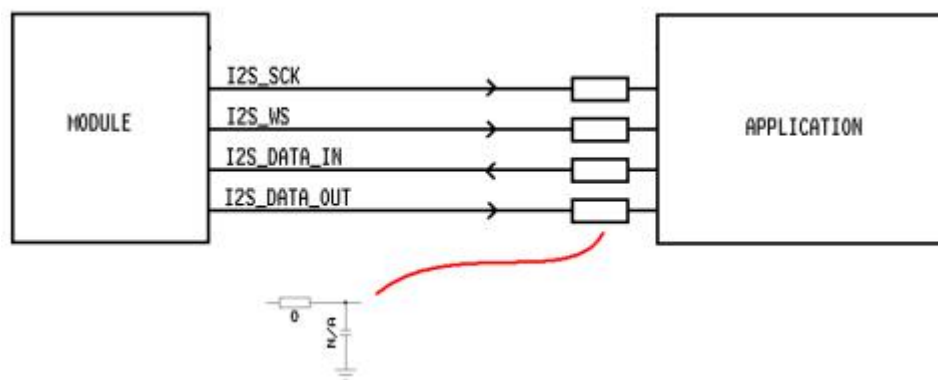 I2S_SCK
I2S_WS
MODULE
APPLICATION
I2S_DATA_IN
I2S_DATA_OUT
0
N/A